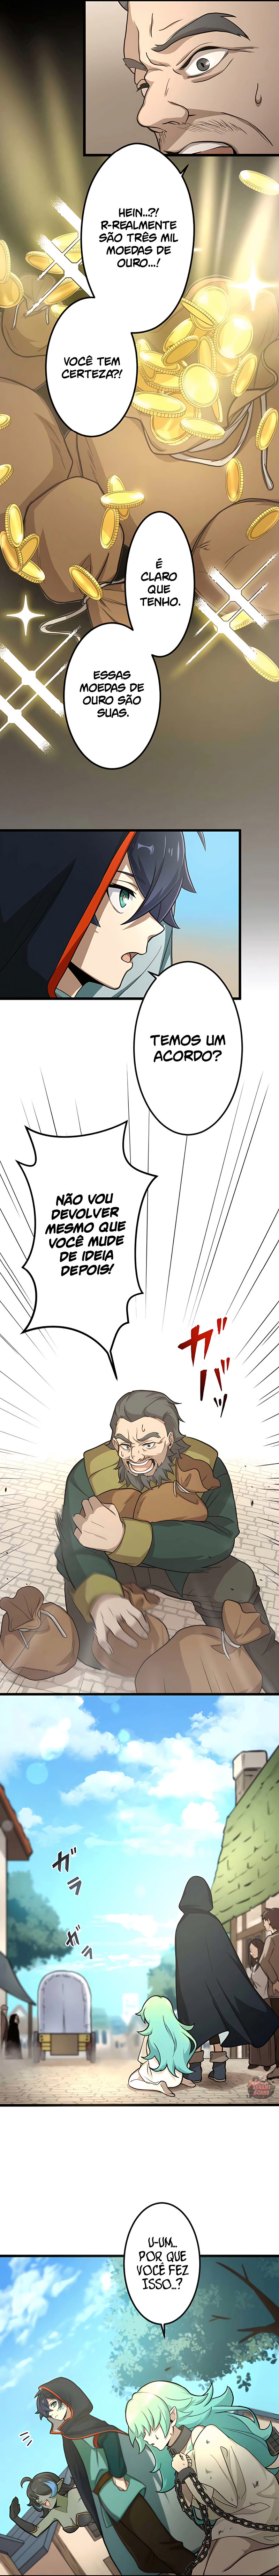 HEIN..?!
R-REALMENTE
SÃO TRÊS MIL
MOEDAS DE
OURO...!
VOCÊ TEM
CERTEZA?!
É
CLARO
QUE
TENHO.
ESSAS
MOEDAS DE
OURO SÃO
SUAS.
TEMOS UM
ACORDO?
NÃO VOU
DEVOLVER
MESMO QUE
VOCÊ MUDE
DE IDEIA
DEPOIS!
ガバッ
ガラ
ガラ
U-UM..
POR QUE
VOCÊ FEZ
ISSO..?